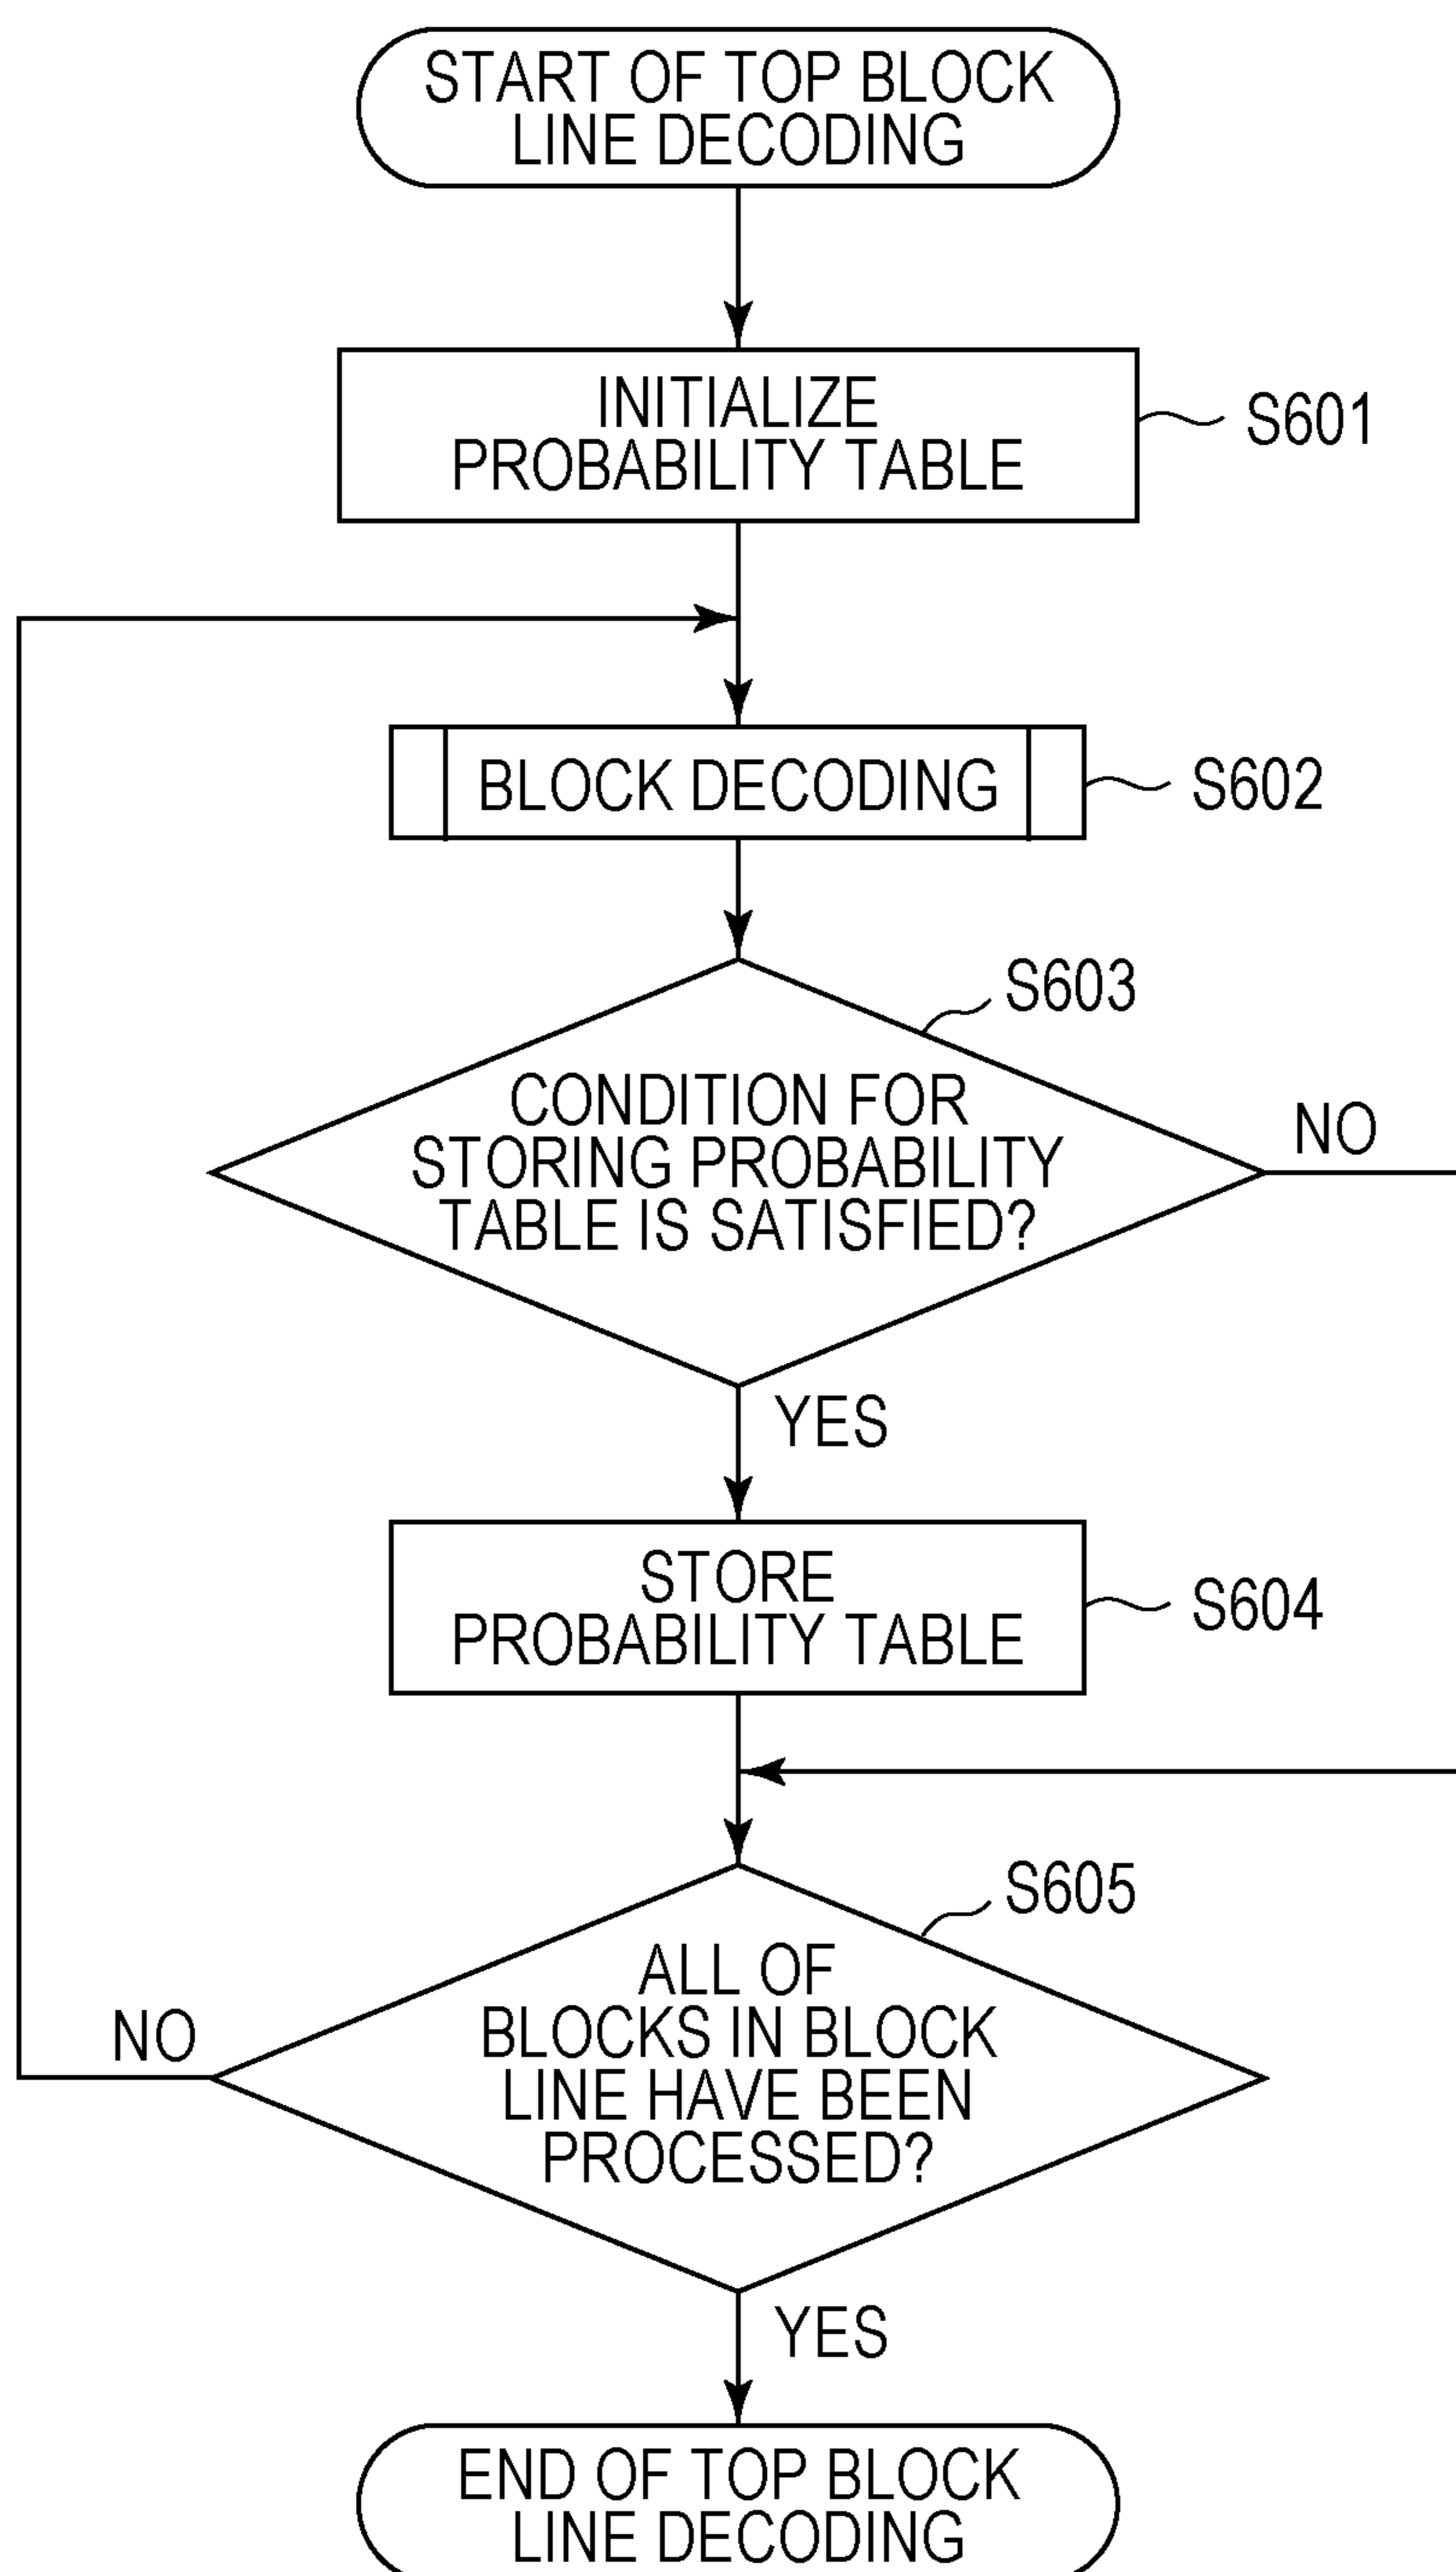 START OF TOP BLOCK
LINE DECODING
INITIALIZE
PROBABILITY TABLE
S601
BLOCK DECODING
S602
S603
CONDITION FOR
STORING PROBABILITY
TABLE IS SATISFIED?
NO
YES
STORE
PROBABILITY TABLE
S604
S605
ALL OF
BLOCKS IN BLOCK
LINE HAVE BEEN
PROCESSED?
NO
YES
END OF TOP BLOCK
LINE DECODING